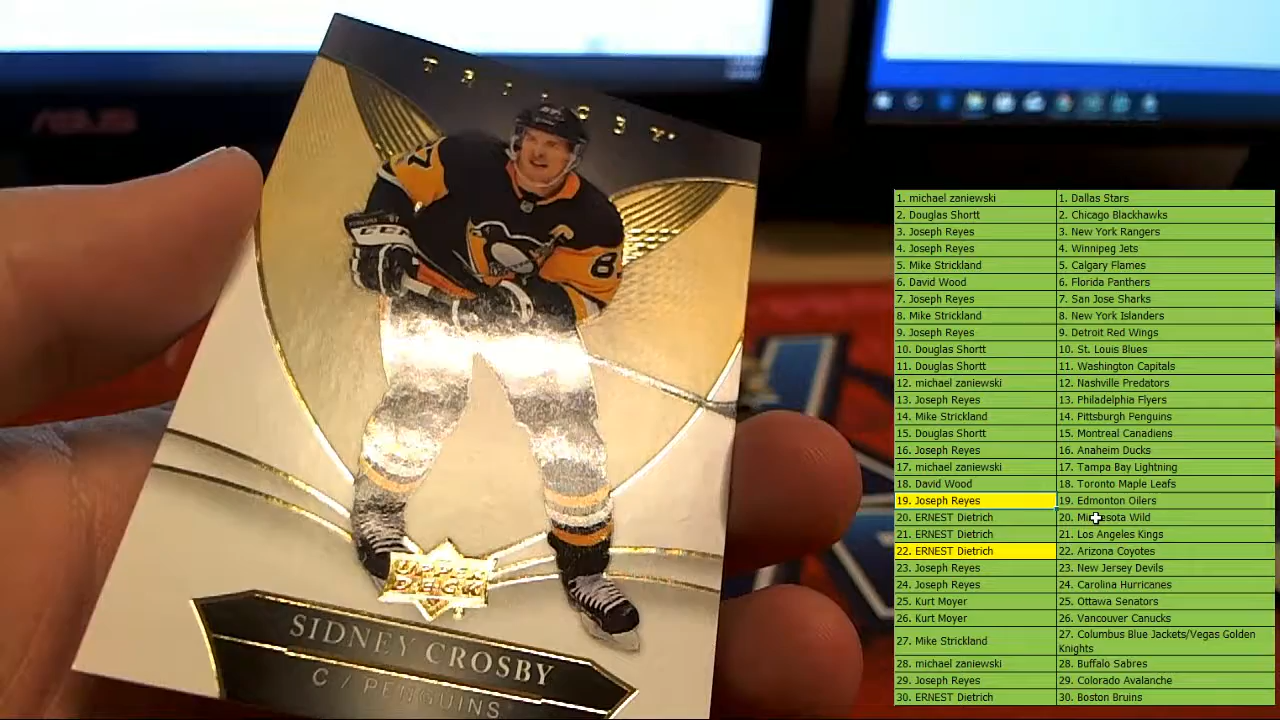 ASUS
TRILOGY
87
CCM
8
UPPER
DECK
SIDNEY CROSBY
C / PENGUINS
1. michael zaniewski 1. Dallas Stars
2. Douglas Shortt 2. Chicago Blackhawks
3. Joseph Reyes 3. New York Rangers
4. Joseph Reyes 4. Winnipeg Jets
5. Mike Strickland 5. Calgary Flames
6. David Wood 6. Florida Panthers
7. Joseph Reyes 7. San Jose Sharks
8. Mike Strickland 8. New York Islanders
9. Joseph Reyes 9. Detroit Red Wings
10. Douglas Shortt 10. St. Louis Blues
11. Douglas Shortt 11. Washington Capitals
12. michael zaniewski 12. Nashville Predators
13. Joseph Reyes 13. Philadelphia Flyers
14. Mike Strickland 14. Pittsburgh Penguins
15. Douglas Shortt 15. Montreal Canadiens
16. Joseph Reyes 16. Anaheim Ducks
17. michael zaniewski 17. Tampa Bay Lightning
18. David Wood 18. Toronto Maple Leafs
19. Joseph Reyes 19. Edmonton Oilers
20. ERNEST Dietrich 20. Minnesota Wild
21. ERNEST Dietrich 21. Los Angeles Kings
22. ERNEST Dietrich 22. Arizona Coyotes
23. Joseph Reyes 23. New Jersey Devils
24. Joseph Reyes 24. Carolina Hurricanes
25. Kurt Moyer 25. Ottawa Senators
26. Kurt Moyer 26. Vancouver Canucks
27. Mike Strickland 27. Columbus Blue Jackets/Vegas Golden
Knights
28. michael zaniewski 28. Buffalo Sabres
29. Joseph Reyes 29. Colorado Avalanche
30. ERNEST Dietrich 30. Boston Bruins